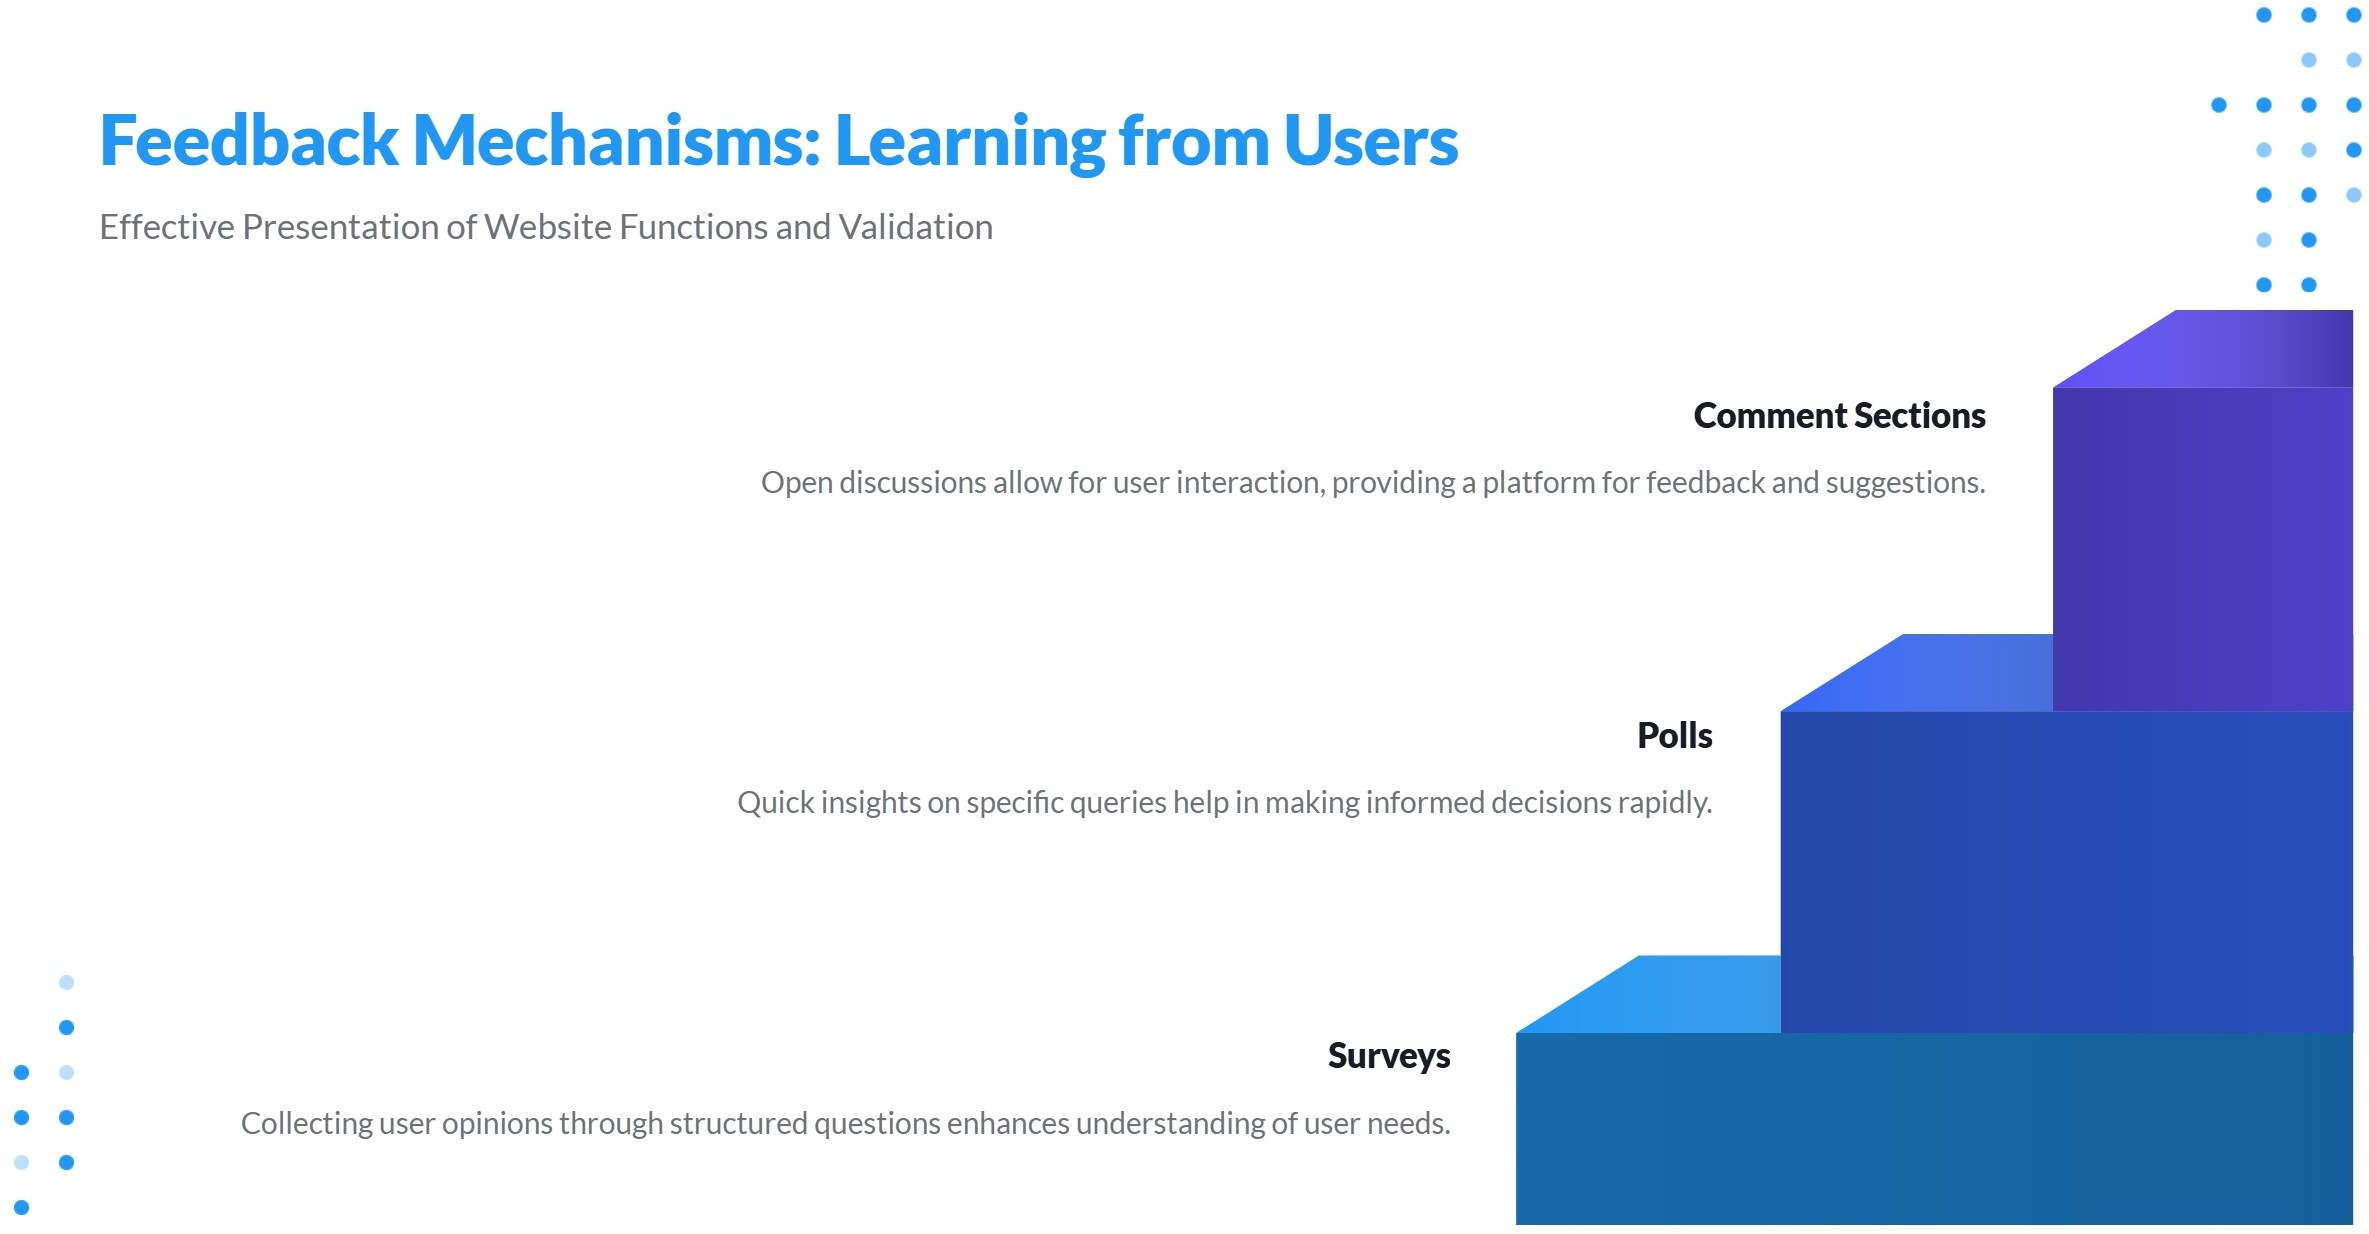 Feedback Mechanisms: Learning from Users
Effective Presentation of Website Functions and Validation
Comment Sections
Open discussions allow for user interaction, providing a platform for feedback and suggestions.
Polls
Quick insights on specific queries help in making informed decisions rapidly.
Surveys
Collecting user opinions through structured questions enhances understanding of user needs.